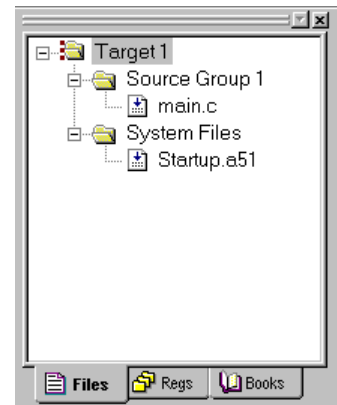 Target 1
Source Group 1
main.c
System Files
Startup.a51
Files Regs Books